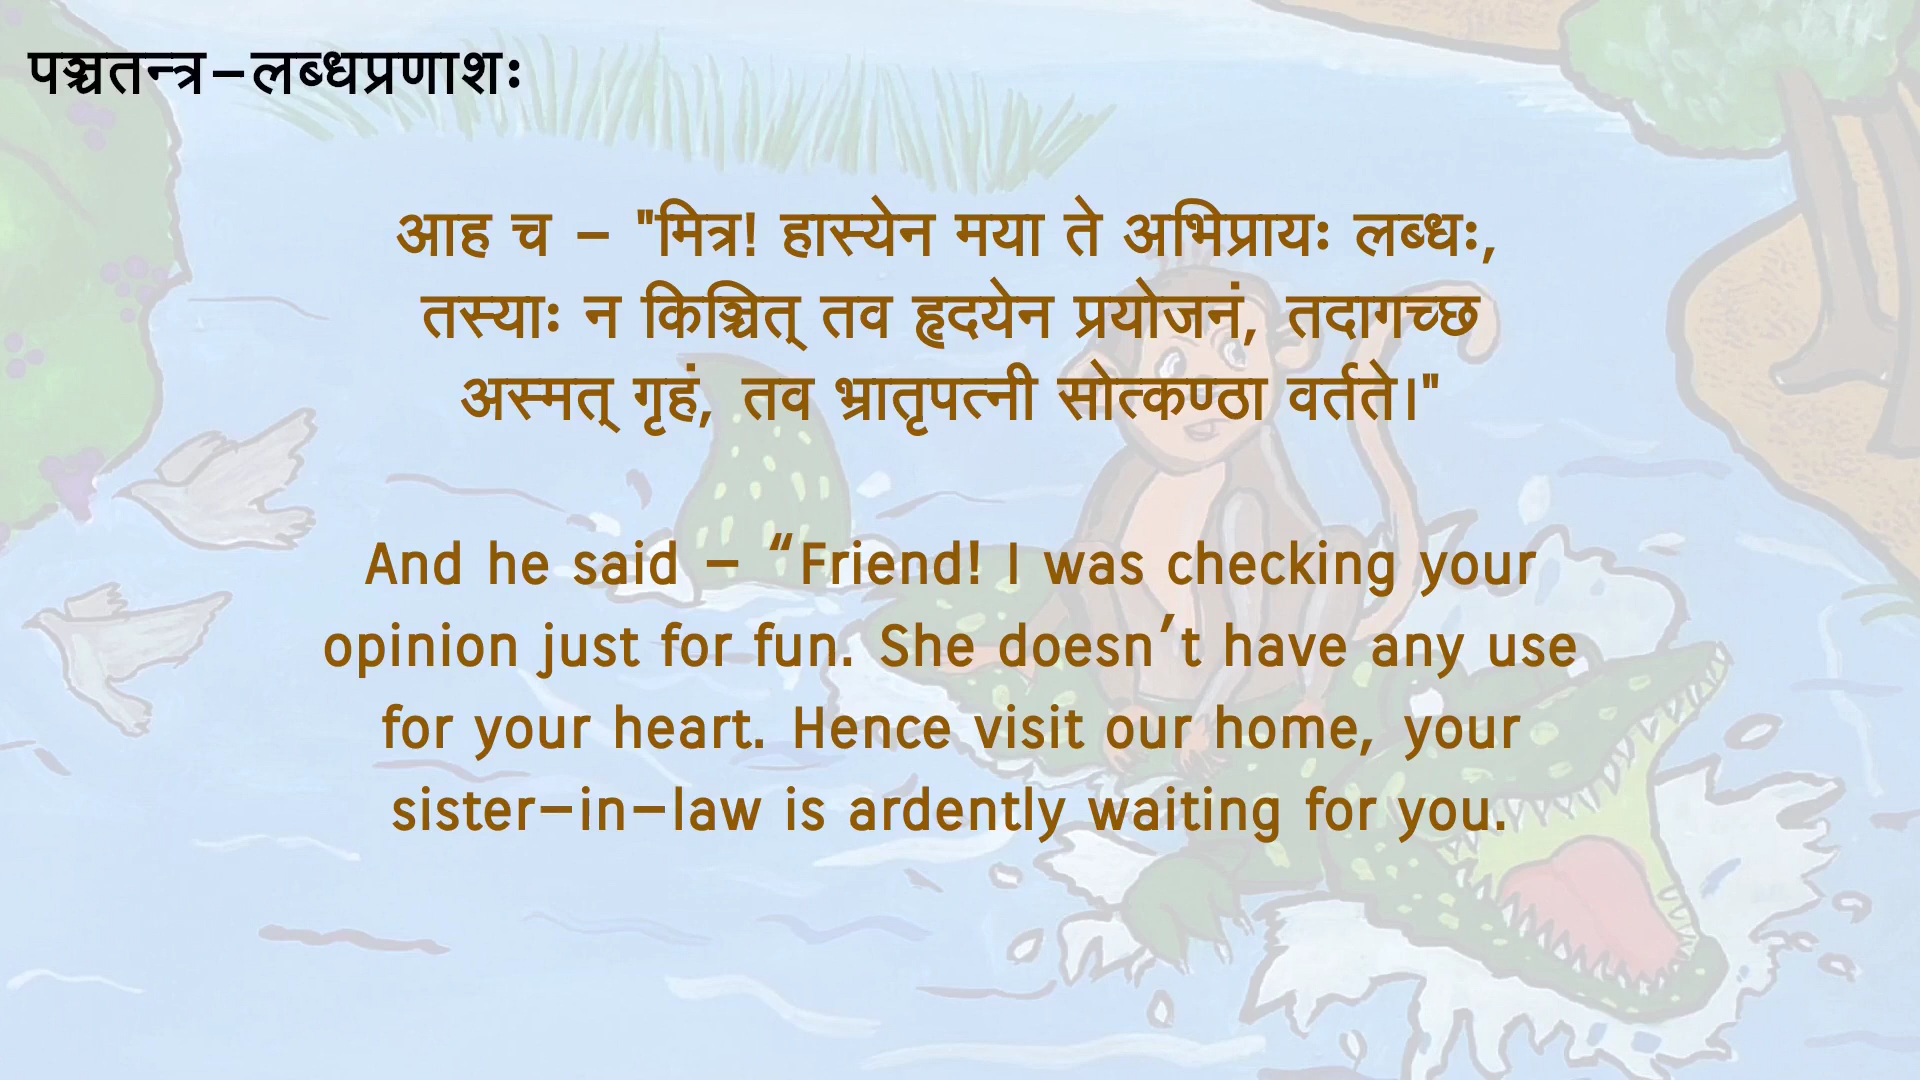 पञ्चतन्त्र-लब्धप्रणाशः
आह च - "मित्र! हास्येन मया ते अभिप्रायः लब्धः,
तस्याः न किञ्चित् तव हृदयेन प्रयोजनं, तदागच्छ
अस्मत् गृहं, तव भ्रातृपत्नी सोत्कण्ठा वर्तते।"
And he said - “Friend! I was checking your
opinion just for fun. She doesn’t have any use
for your heart. Hence visit our home, your
sister-in-law is ardently waiting for you.